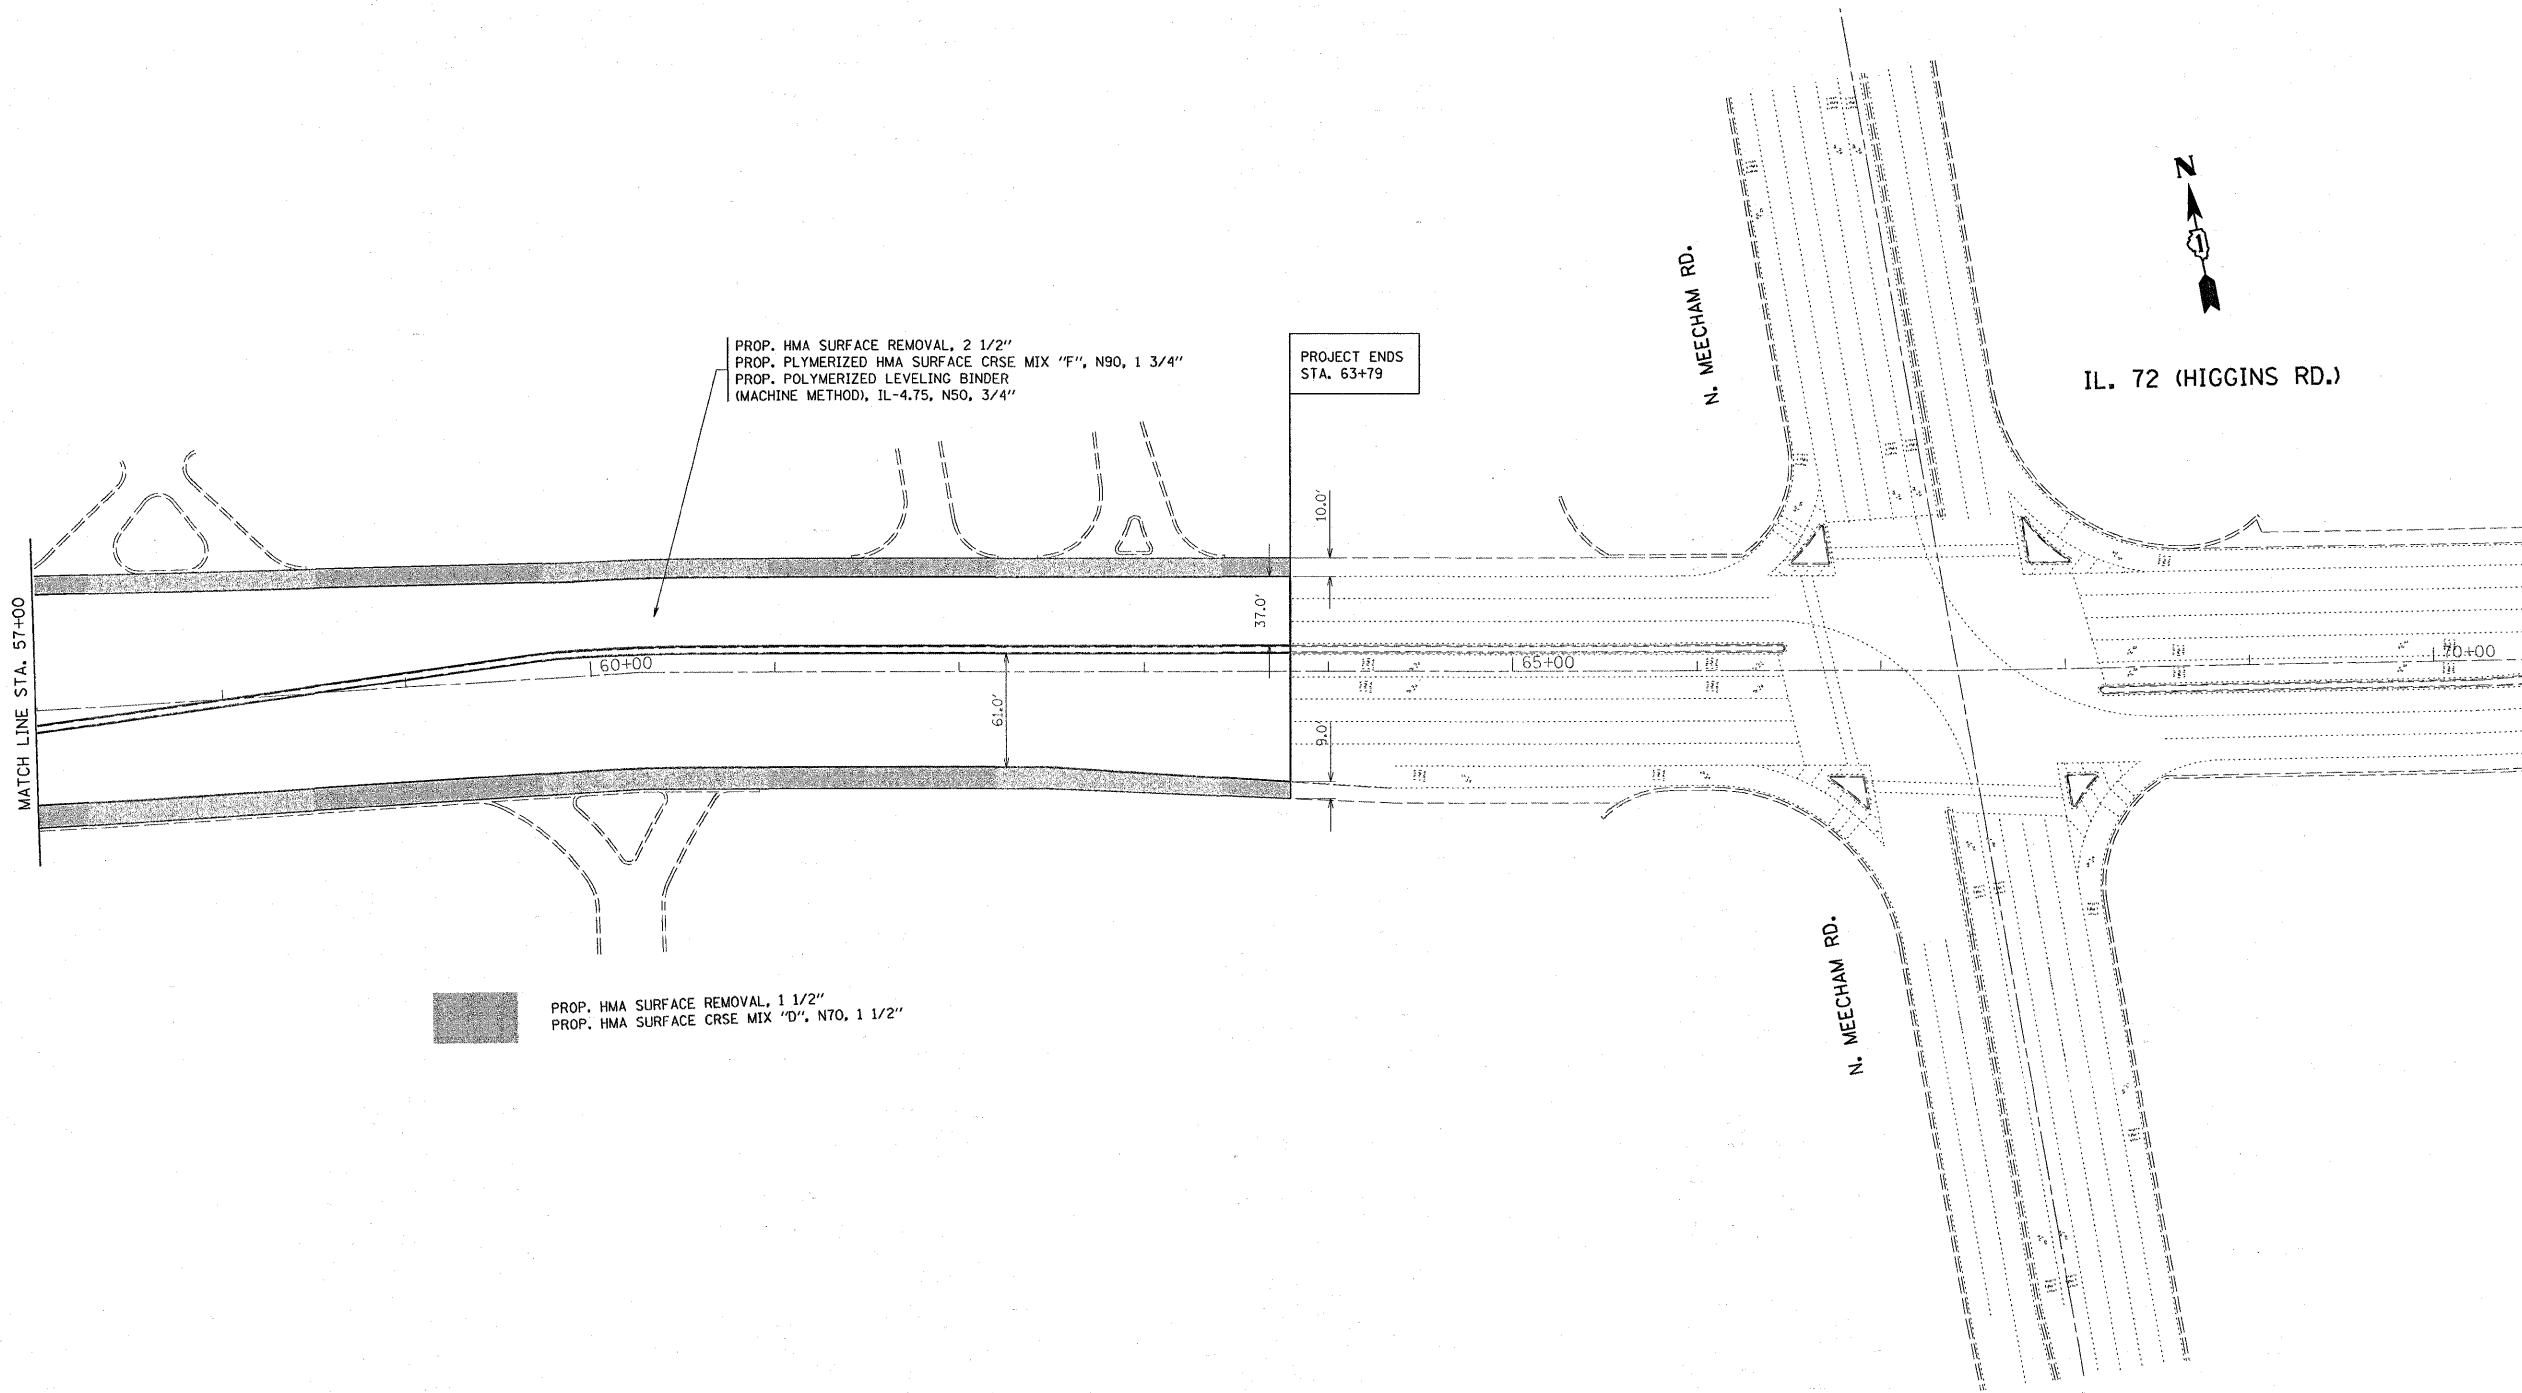 N
N. MEECHAM RD.
IL. 72 (HIGGINS RD.)
PROP. HMA SURFACE REMOVAL, 2 1/2"
PROP. PLYMERIZED HMA SURFACE CRSE MIX "F", N90, 1 3/4"
PROP. POLYMERIZED LEVELING BINDER
(MACHINE METHOD), IL-4.75, N50, 3/4"
PROJECT ENDS
STA. 63+79
10.0'
37.0'
MATCH LINE STA. 57+00
60+00
65+00
70+00
61.0'
9.0'
N. MEECHAM RD.
PROP. HMA SURFACE REMOVAL, 1 1/2"
PROP. HMA SURFACE CRSE MIX "D", N70, 1 1/2"